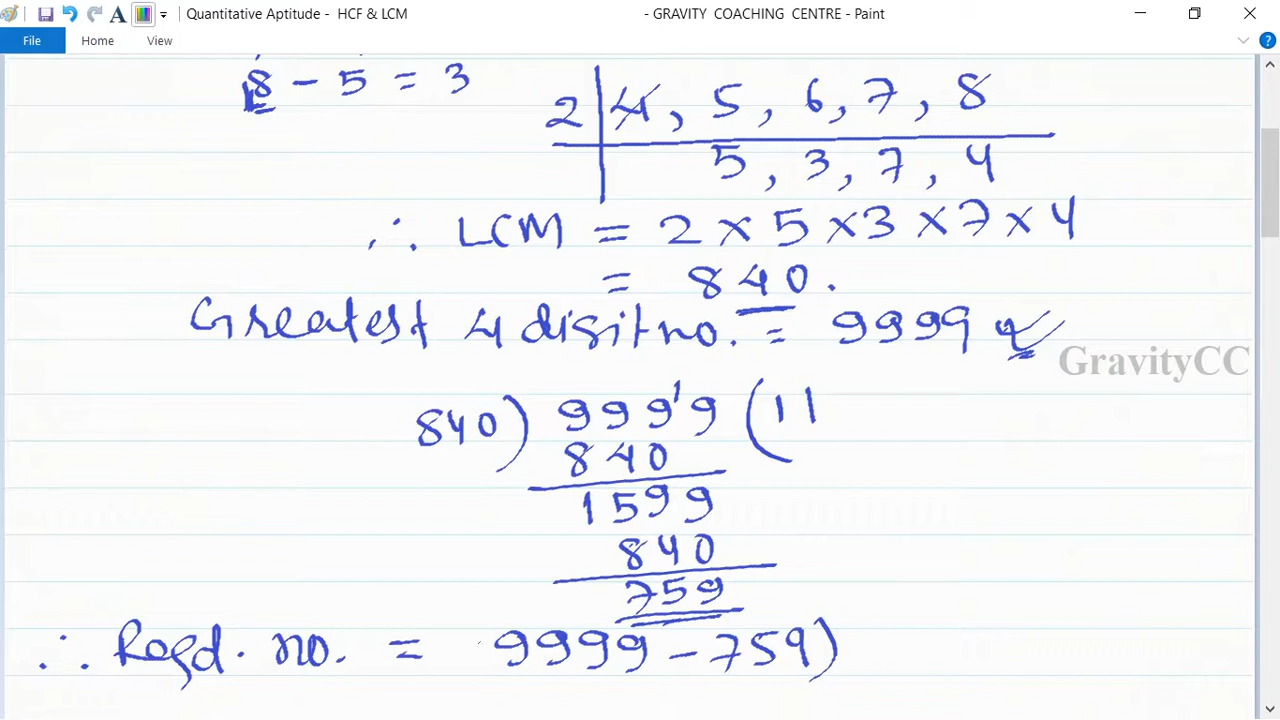 Quantitative Aptitude - HCF & LCM - GRAVITY COACHING CENTRE - Paint
File Home View
8 - 5 = 3
2 | 4, 5, 6, 7, 8
5, 3, 7, 4
∴ LCM = 2 × 5 × 3 × 7 × 4
= 840.
Greatest 4 digit no. = 9999
GravityCC
840 ) 9999 ( 11
840
1599
840
759
∴ Reqd. no. = 9999 - 759)